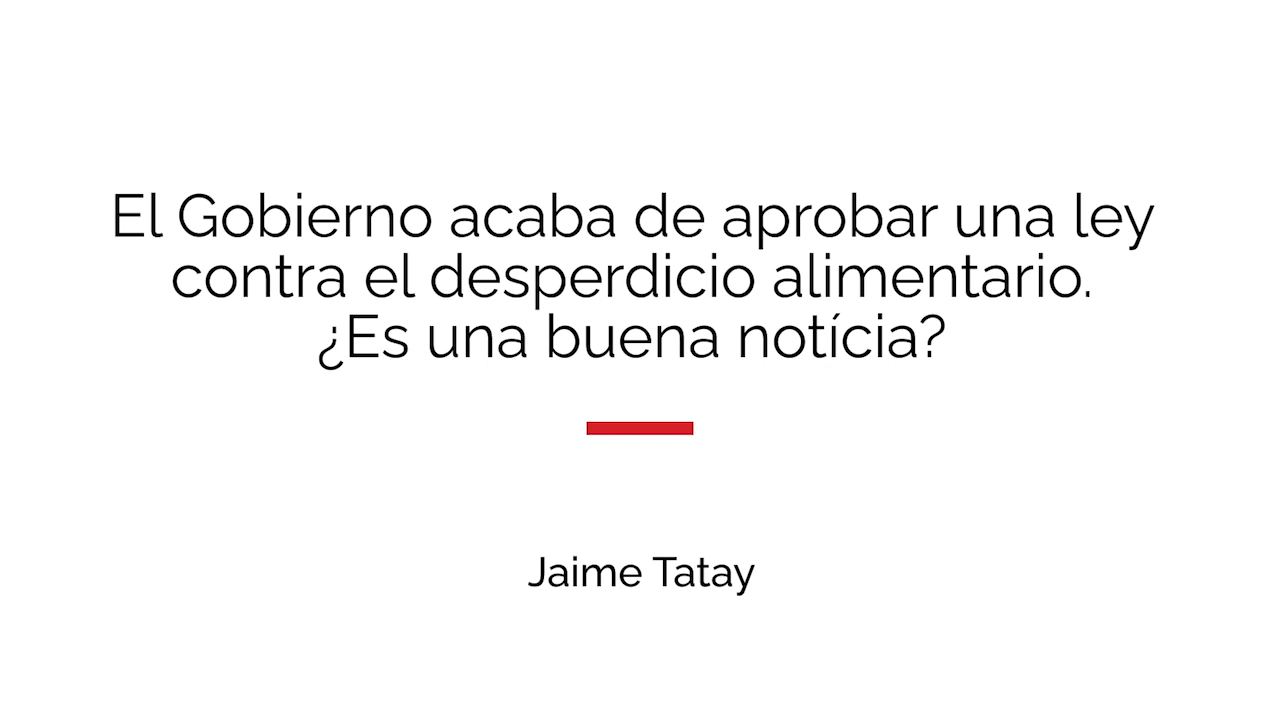 El Gobierno acaba de aprobar una ley
contra el desperdicio alimentario.
¿Es una buena notícia?
Jaime Tatay